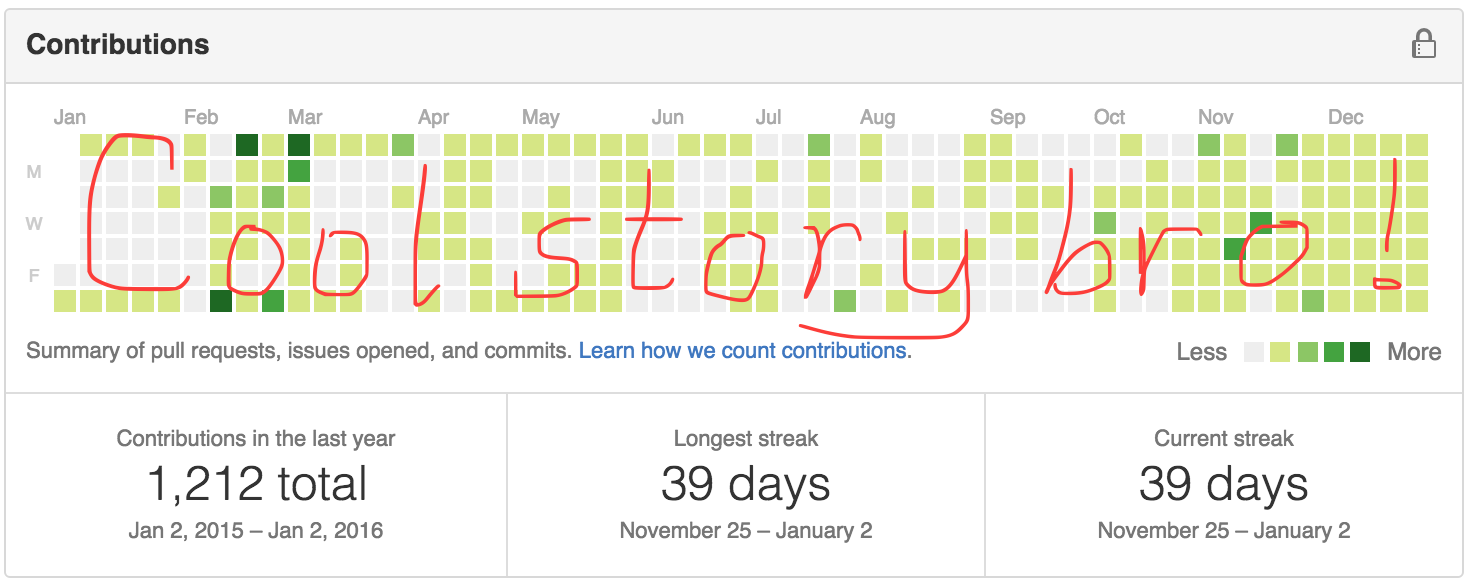 Contributions
Jan Feb Mar Apr May Jun Jul Aug Sep Oct Nov Dec
M
W
F
Cool story bro!
Summary of pull requests, issues opened, and commits. Learn how we count contributions.
Less More
Contributions in the last year
1,212 total
Jan 2, 2015 – Jan 2, 2016
Longest streak
39 days
November 25 – January 2
Current streak
39 days
November 25 – January 2